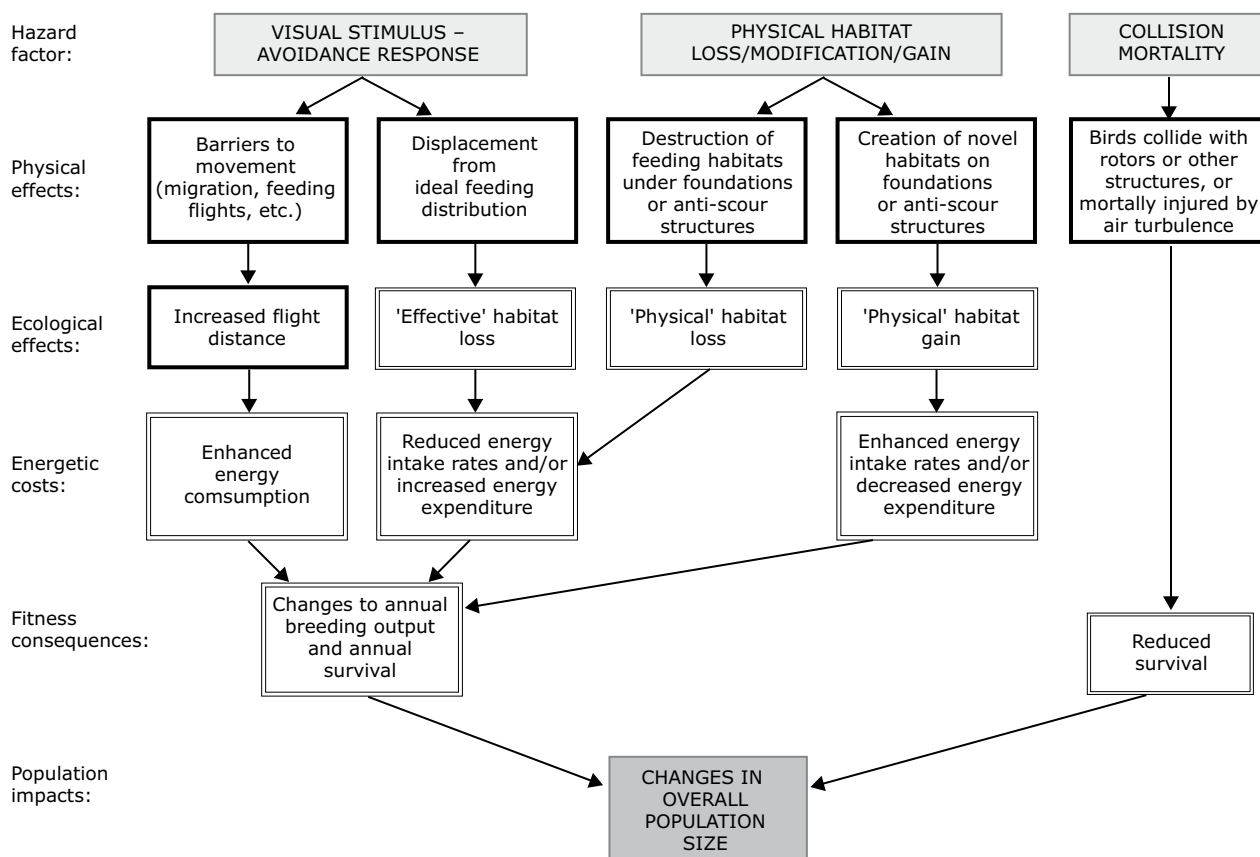 Hazard
factor:
VISUAL STIMULUS –
AVOIDANCE RESPONSE
PHYSICAL HABITAT
LOSS/MODIFICATION/GAIN
COLLISION
MORTALITY
Physical
effects:
Barriers to
movement
(migration, feeding
flights, etc.)
Displacement
from
ideal feeding
distribution
Destruction of
feeding habitats
under foundations
or anti-scour
structures
Creation of novel
habitats on
foundations
or anti-scour
structures
Birds collide with
rotors or other
structures, or
mortally injured by
air turbulence
Ecological
effects:
Increased flight
distance
'Effective' habitat
loss
'Physical' habitat
loss
'Physical' habitat
gain
Energetic
costs:
Enhanced
energy
comsumption
Reduced energy
intake rates and/or
increased energy
expenditure
Enhanced energy
intake rates and/or
decreased energy
expenditure
Fitness
consequences:
Changes to annual
breeding output
and annual
survival
Reduced
survival
Population
impacts:
CHANGES IN
OVERALL
POPULATION
SIZE